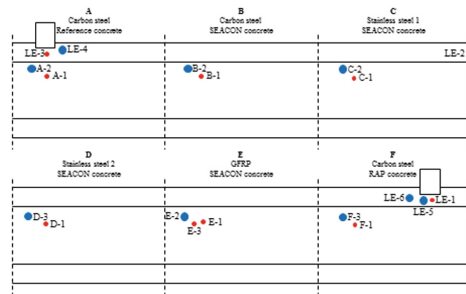 A
Carbon steel
Reference concrete
B
Carbon steel
SEACON concrete
C
Stainless steel 1
SEACON concrete
LE-3
LE-4
LE-2
A-2
A-1
B-2
B-1
C-2
C-1
D
Stainless steel 2
SEACON concrete
E
GFRP
SEACON concrete
F
Carbon steel
RAP concrete
LE-6
LE-5
LE-1
D-3
D-1
E-2
E-3
E-1
F-3
F-1